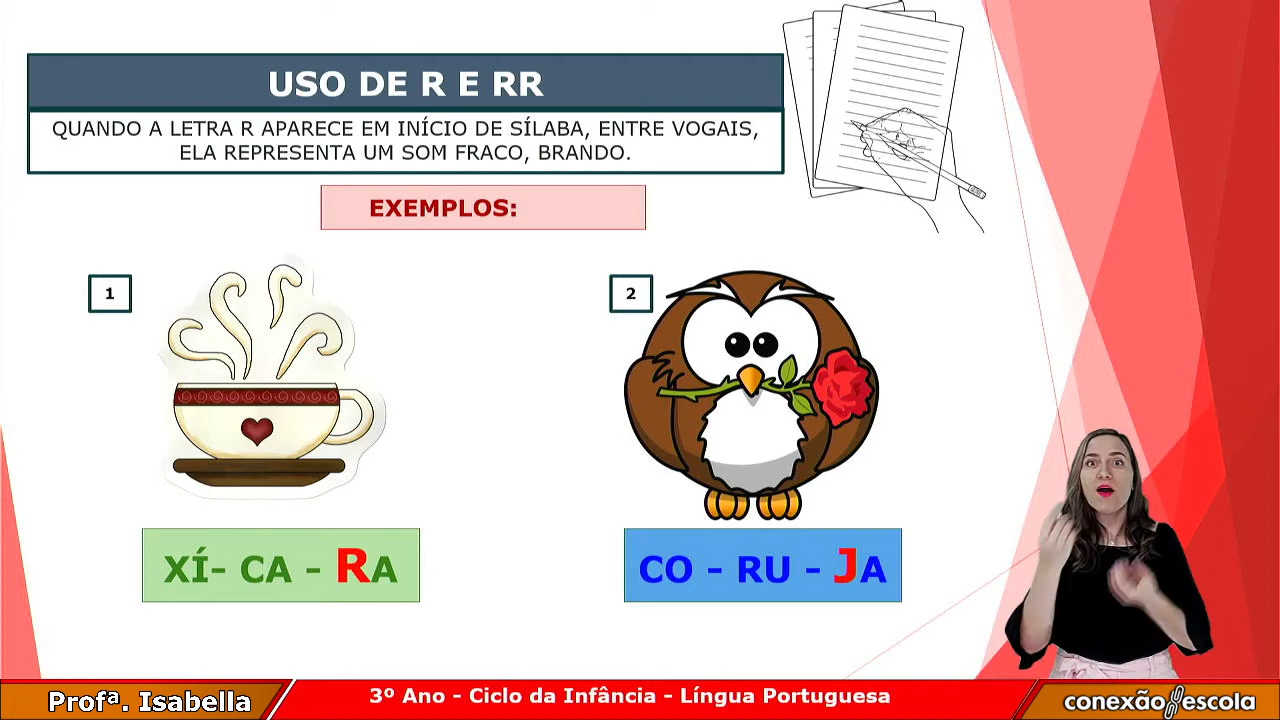 USO DE R E RR
QUANDO A LETRA R APARECE EM INÍCIO DE SÍLABA, ENTRE VOGAIS,
ELA REPRESENTA UM SOM FRACO, BRANDO.
EXEMPLOS:
1
2
XÍ- CA - RA
CO - RU - JA
Profª. Isabella
3º Ano - Ciclo da Infância - Língua Portuguesa
conexão escola